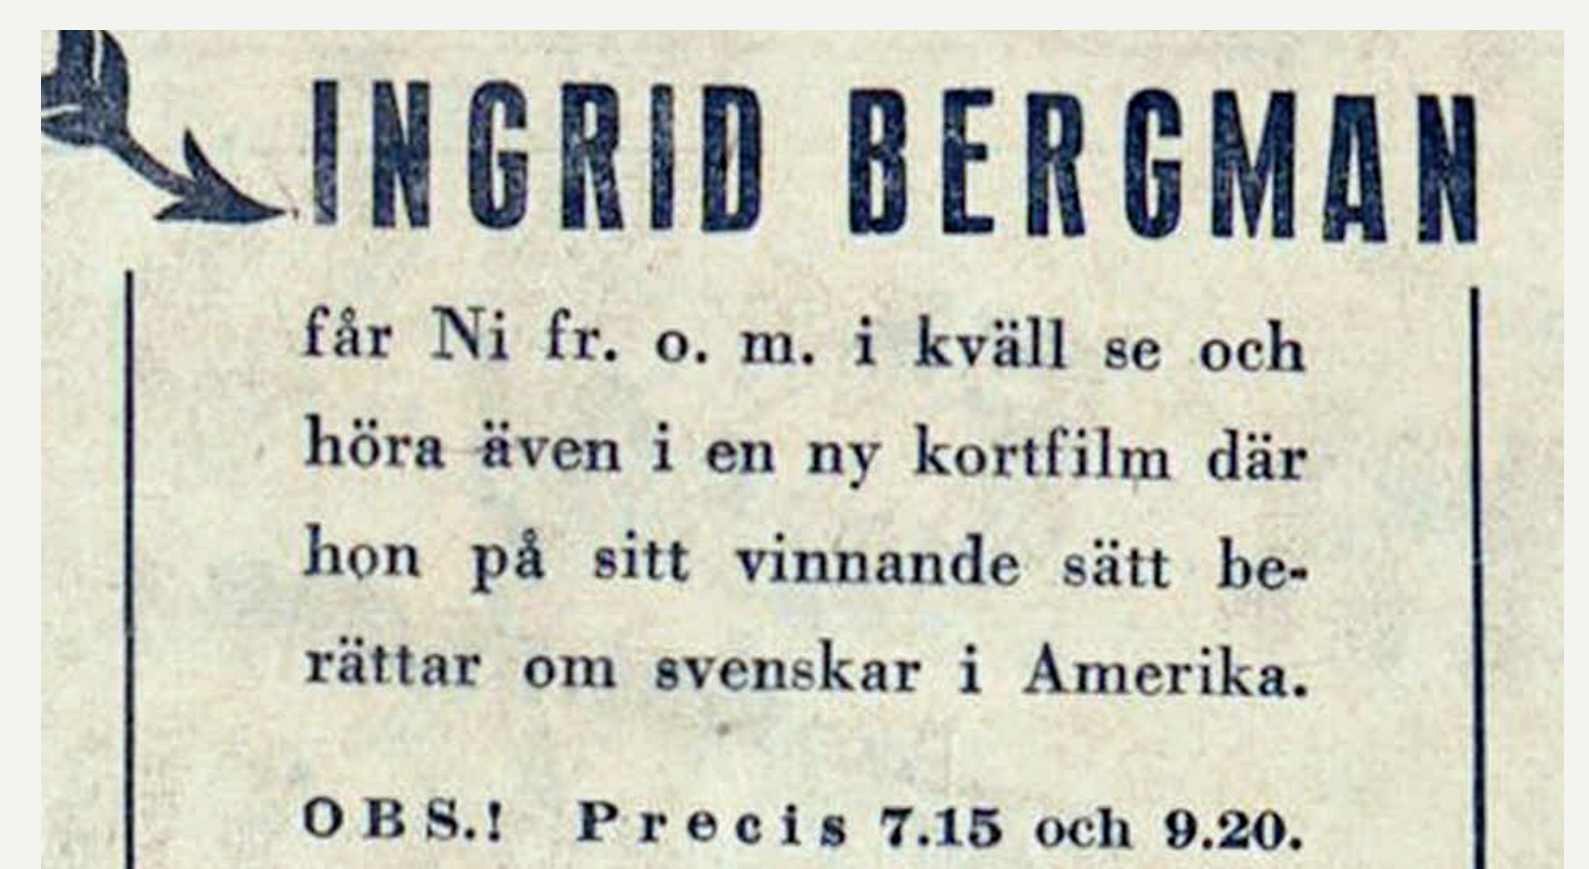 INGRID BERGMAN
får Ni fr. o. m. i kväll se och
höra även i en ny kortfilm där
hon på sitt vinnande sätt be-
rättar om svenskar i Amerika.
OBS.! Precis 7.15 och 9.20.